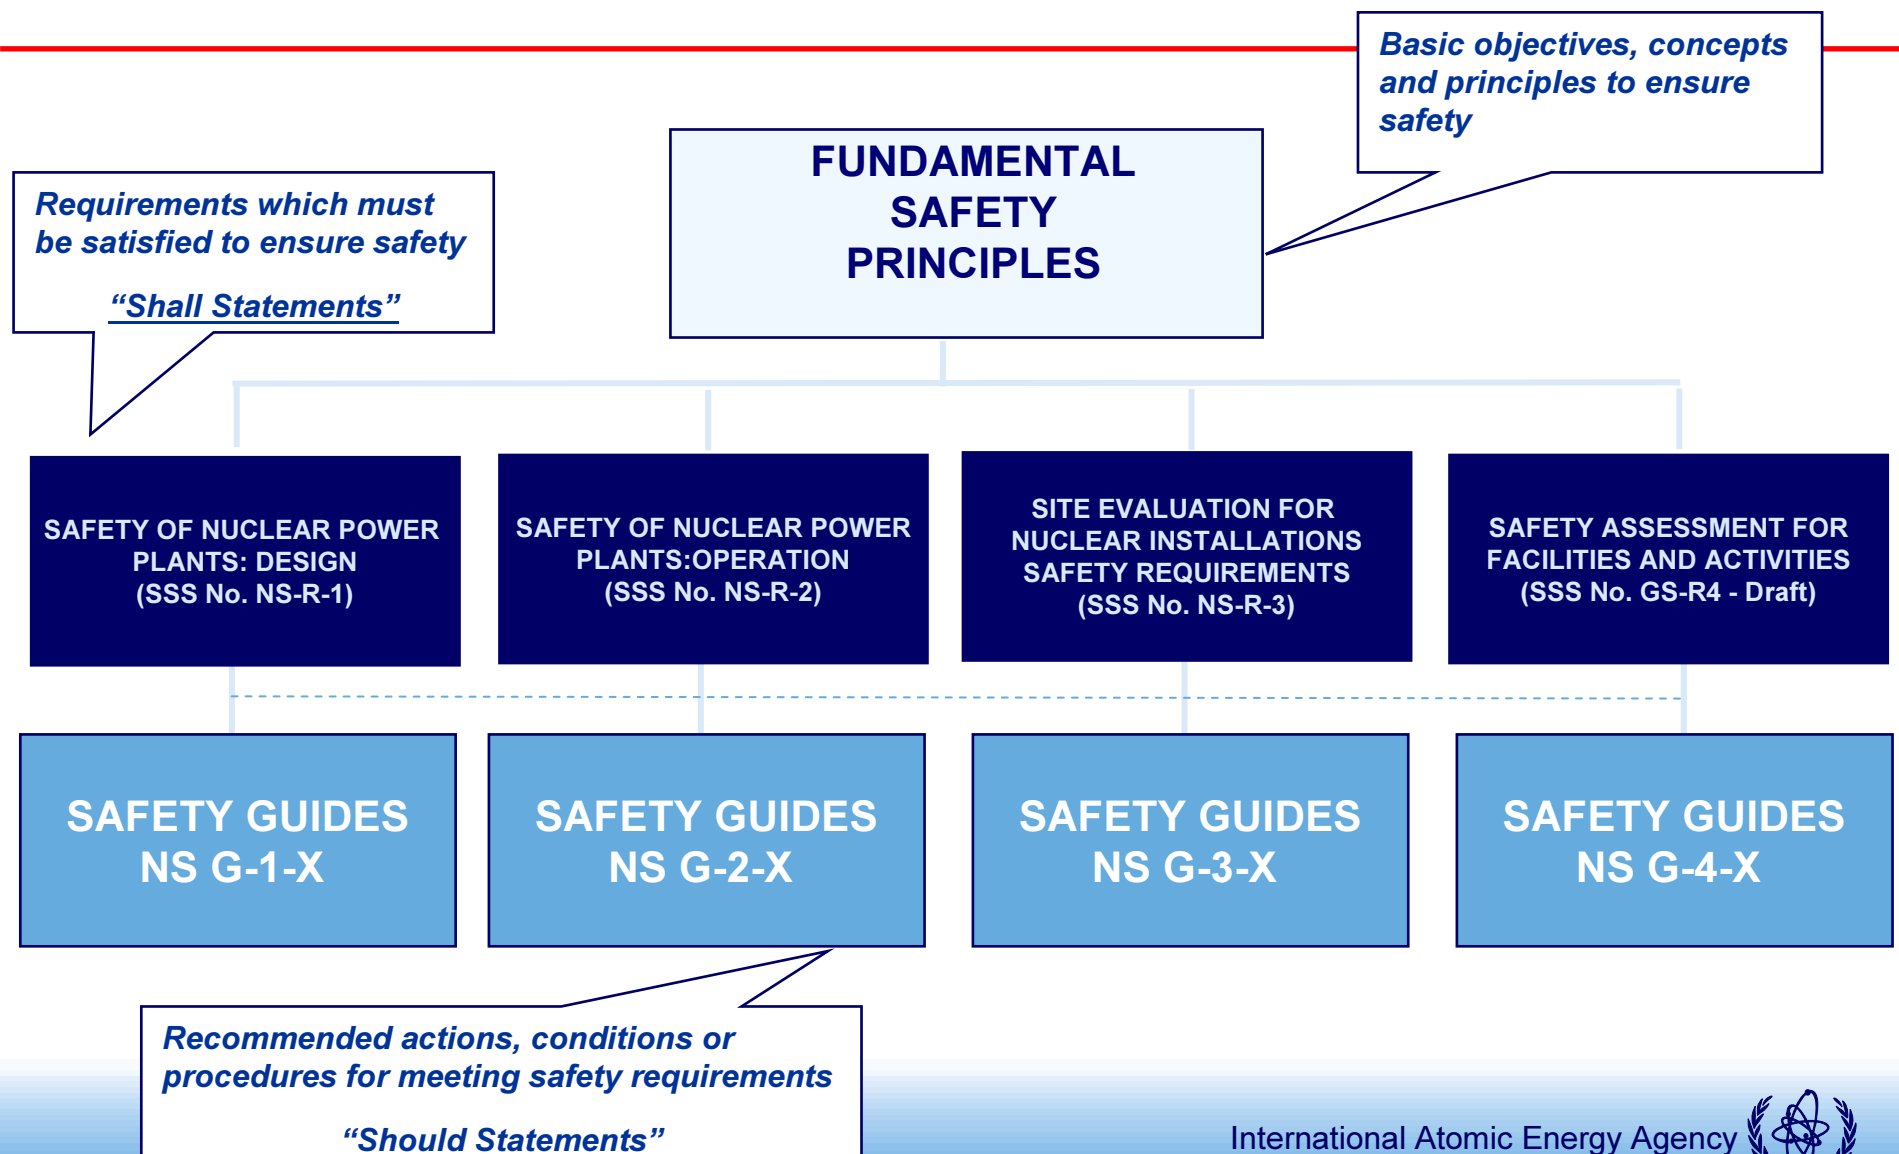 Basic objectives, concepts
and principles to ensure
safety
FUNDAMENTAL
SAFETY
PRINCIPLES
Requirements which must
be satisfied to ensure safety
“Shall Statements”
SAFETY OF NUCLEAR POWER
PLANTS: DESIGN
(SSS No. NS-R-1)
SAFETY OF NUCLEAR POWER
PLANTS:OPERATION
(SSS No. NS-R-2)
SITE EVALUATION FOR
NUCLEAR INSTALLATIONS
SAFETY REQUIREMENTS
(SSS No. NS-R-3)
SAFETY ASSESSMENT FOR
FACILITIES AND ACTIVITIES
(SSS No. GS-R4 - Draft)
SAFETY GUIDES
NS G-1-X
SAFETY GUIDES
NS G-2-X
SAFETY GUIDES
NS G-3-X
SAFETY GUIDES
NS G-4-X
Recommended actions, conditions or
procedures for meeting safety requirements
“Should Statements”
International Atomic Energy Agency